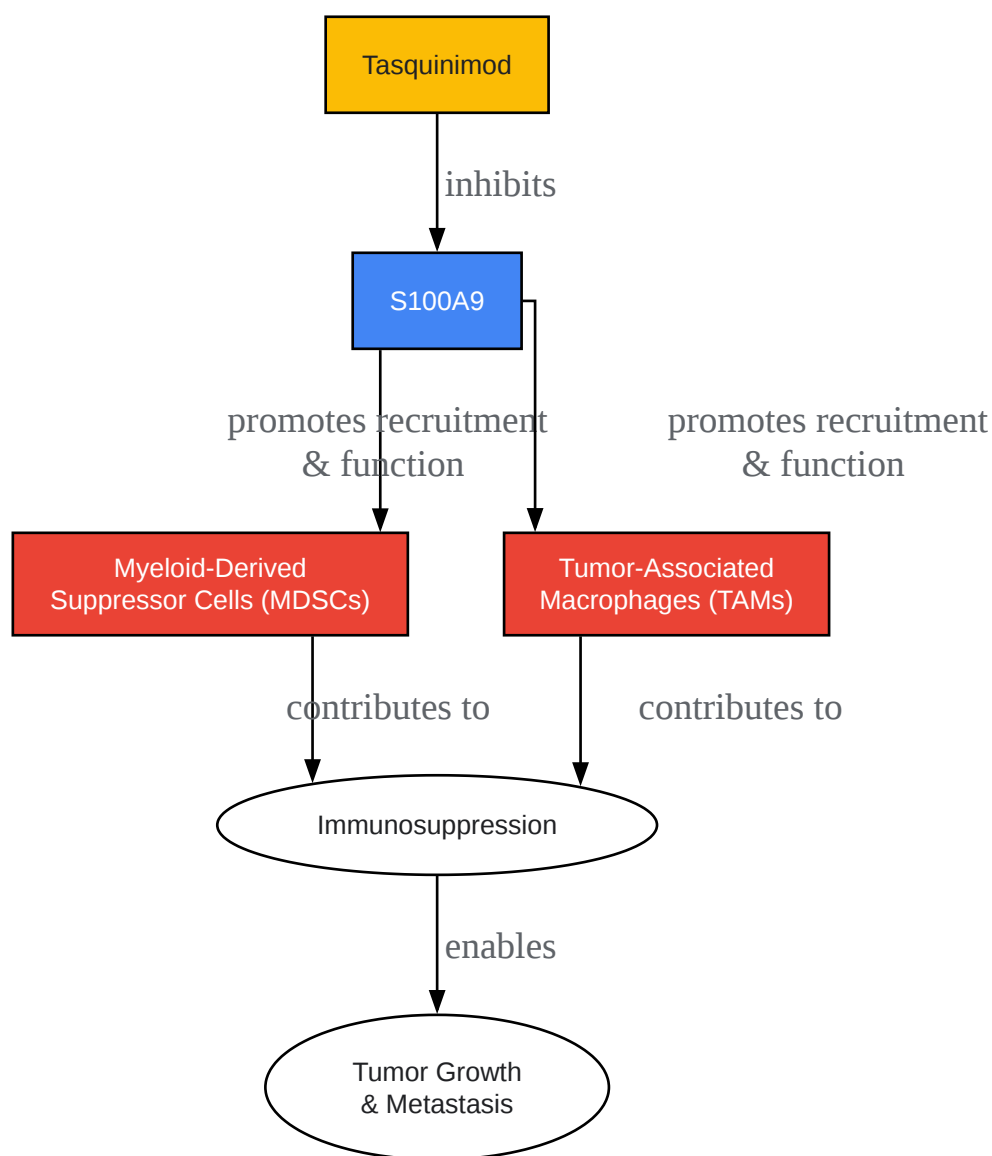 Tasquinimod
inhibits
S100A9
promotes recruitment
& function
promotes recruitment
& function
Myeloid-Derived
Suppressor Cells (MDSCs)
Tumor-Associated
Macrophages (TAMs)
contributes to
contributes to
Immunosuppression
enables
Tumor Growth
& Metastasis